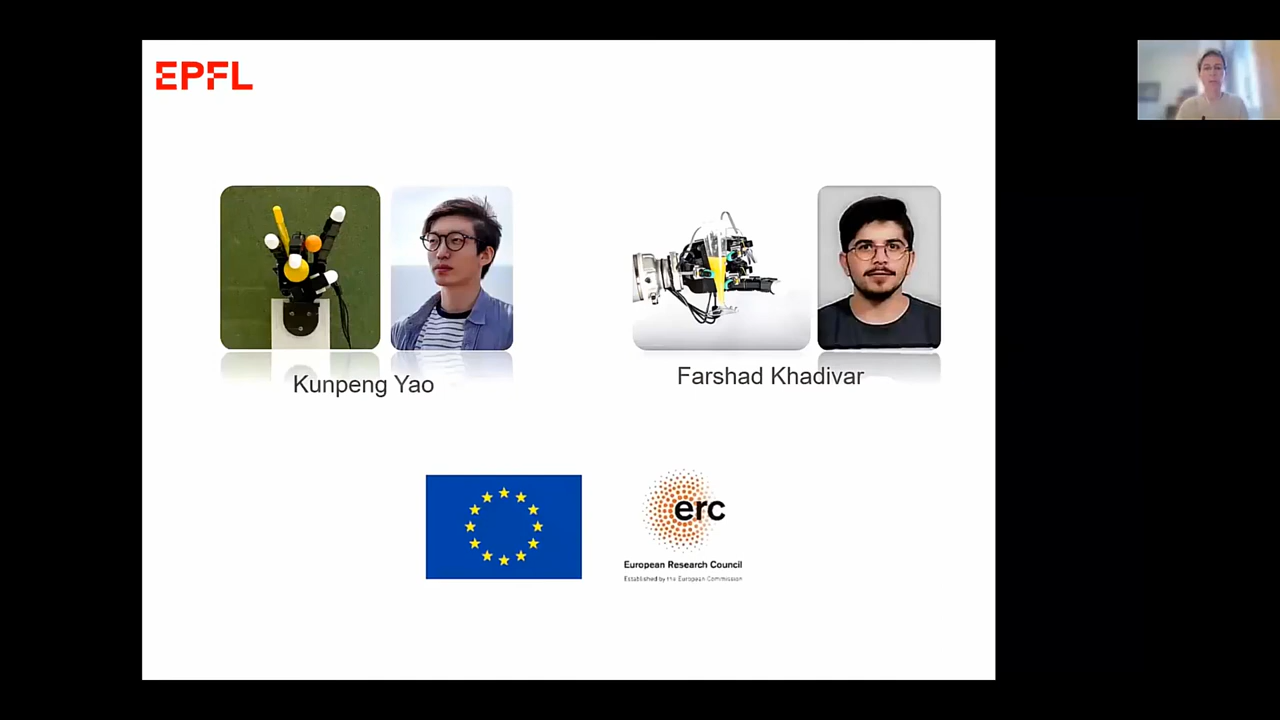 EPFL
Kunpeng Yao
Farshad Khadivar
erc
European Research Council
Established by the European Commission